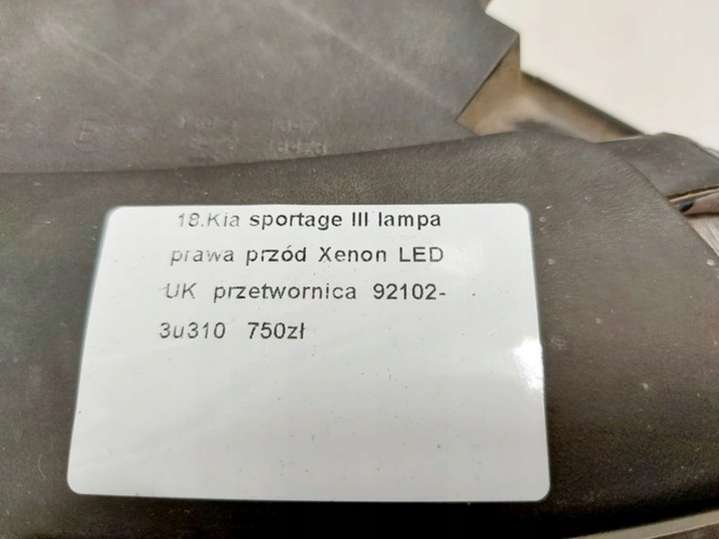 18.Kia sportage III lampa
prawa przód Xenon LED
UK przetwornica 92102-
3u310 750zł